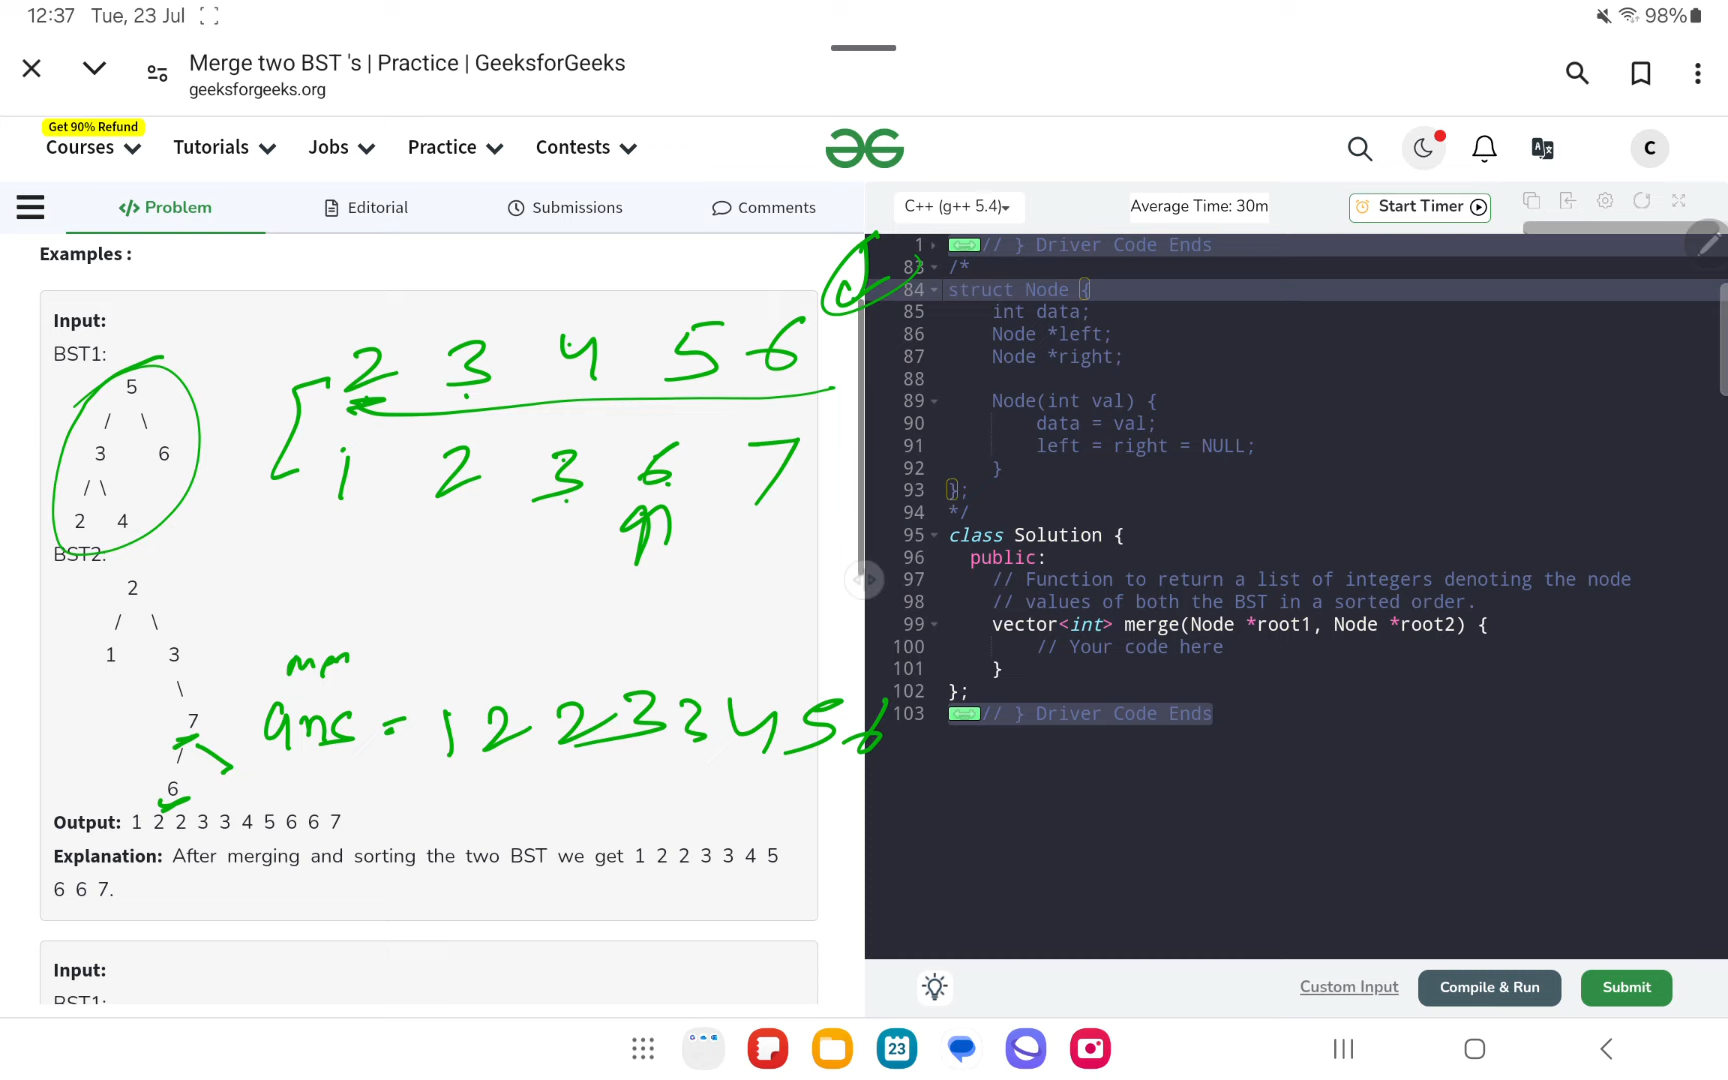 12:37 Tue, 23 Jul 98%
Merge two BST 's | Practice | GeeksforGeeks
geeksforgeeks.org
Get 90% Refund
Courses Tutorials Jobs Practice Contests C
</> Problem Editorial Submissions Comments
C++ (g++ 5.4) Average Time: 30m Start Timer
Examples :
Input:
BST1:
5
/ \
3 6
/ \
2 4
BST2:
2
/ \
1 3
\
7
/
6
Output: 1 2 2 3 3 4 5 6 6 7
Explanation: After merging and sorting the two BST we get 1 2 2 3 3 4 5
6 6 7.
Input:
BST1:
2 3 4 5 6
1 2 3 6 7
ans = 1 2 2 3 3 4 5 6
1 // } Driver Code Ends
83 /*
84 struct Node {
85 int data;
86 Node *left;
87 Node *right;
88
89 Node(int val) {
90 data = val;
91 left = right = NULL;
92 }
93 };
94 */
95 class Solution {
96 public:
97 // Function to return a list of integers denoting the node
98 // values of both the BST in a sorted order.
99 vector<int> merge(Node *root1, Node *root2) {
100 // Your code here
101 }
102 };
103 // } Driver Code Ends
Custom Input Compile & Run Submit
23